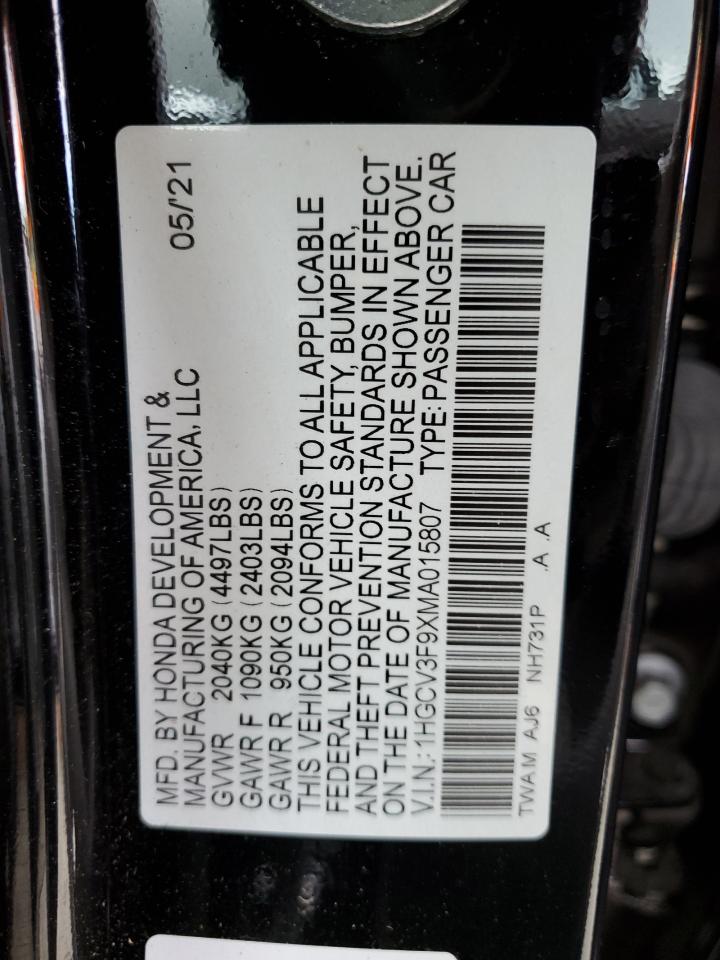 MFD. BY HONDA DEVELOPMENT &
MANUFACTURING OF AMERICA, LLC 05/'21
GVWR 2040KG (4497LBS)
GAWR F 1090KG (2403LBS)
GAWR R 950KG (2094LBS)
THIS VEHICLE CONFORMS TO ALL APPLICABLE
FEDERAL MOTOR VEHICLE SAFETY, BUMPER,
AND THEFT PREVENTION STANDARDS IN EFFECT
ON THE DATE OF MANUFACTURE SHOWN ABOVE.
V.I.N.: 1HGCV3F9XMA015807 TYPE: PASSENGER CAR
TWAM AJ6 NH731P .A .A